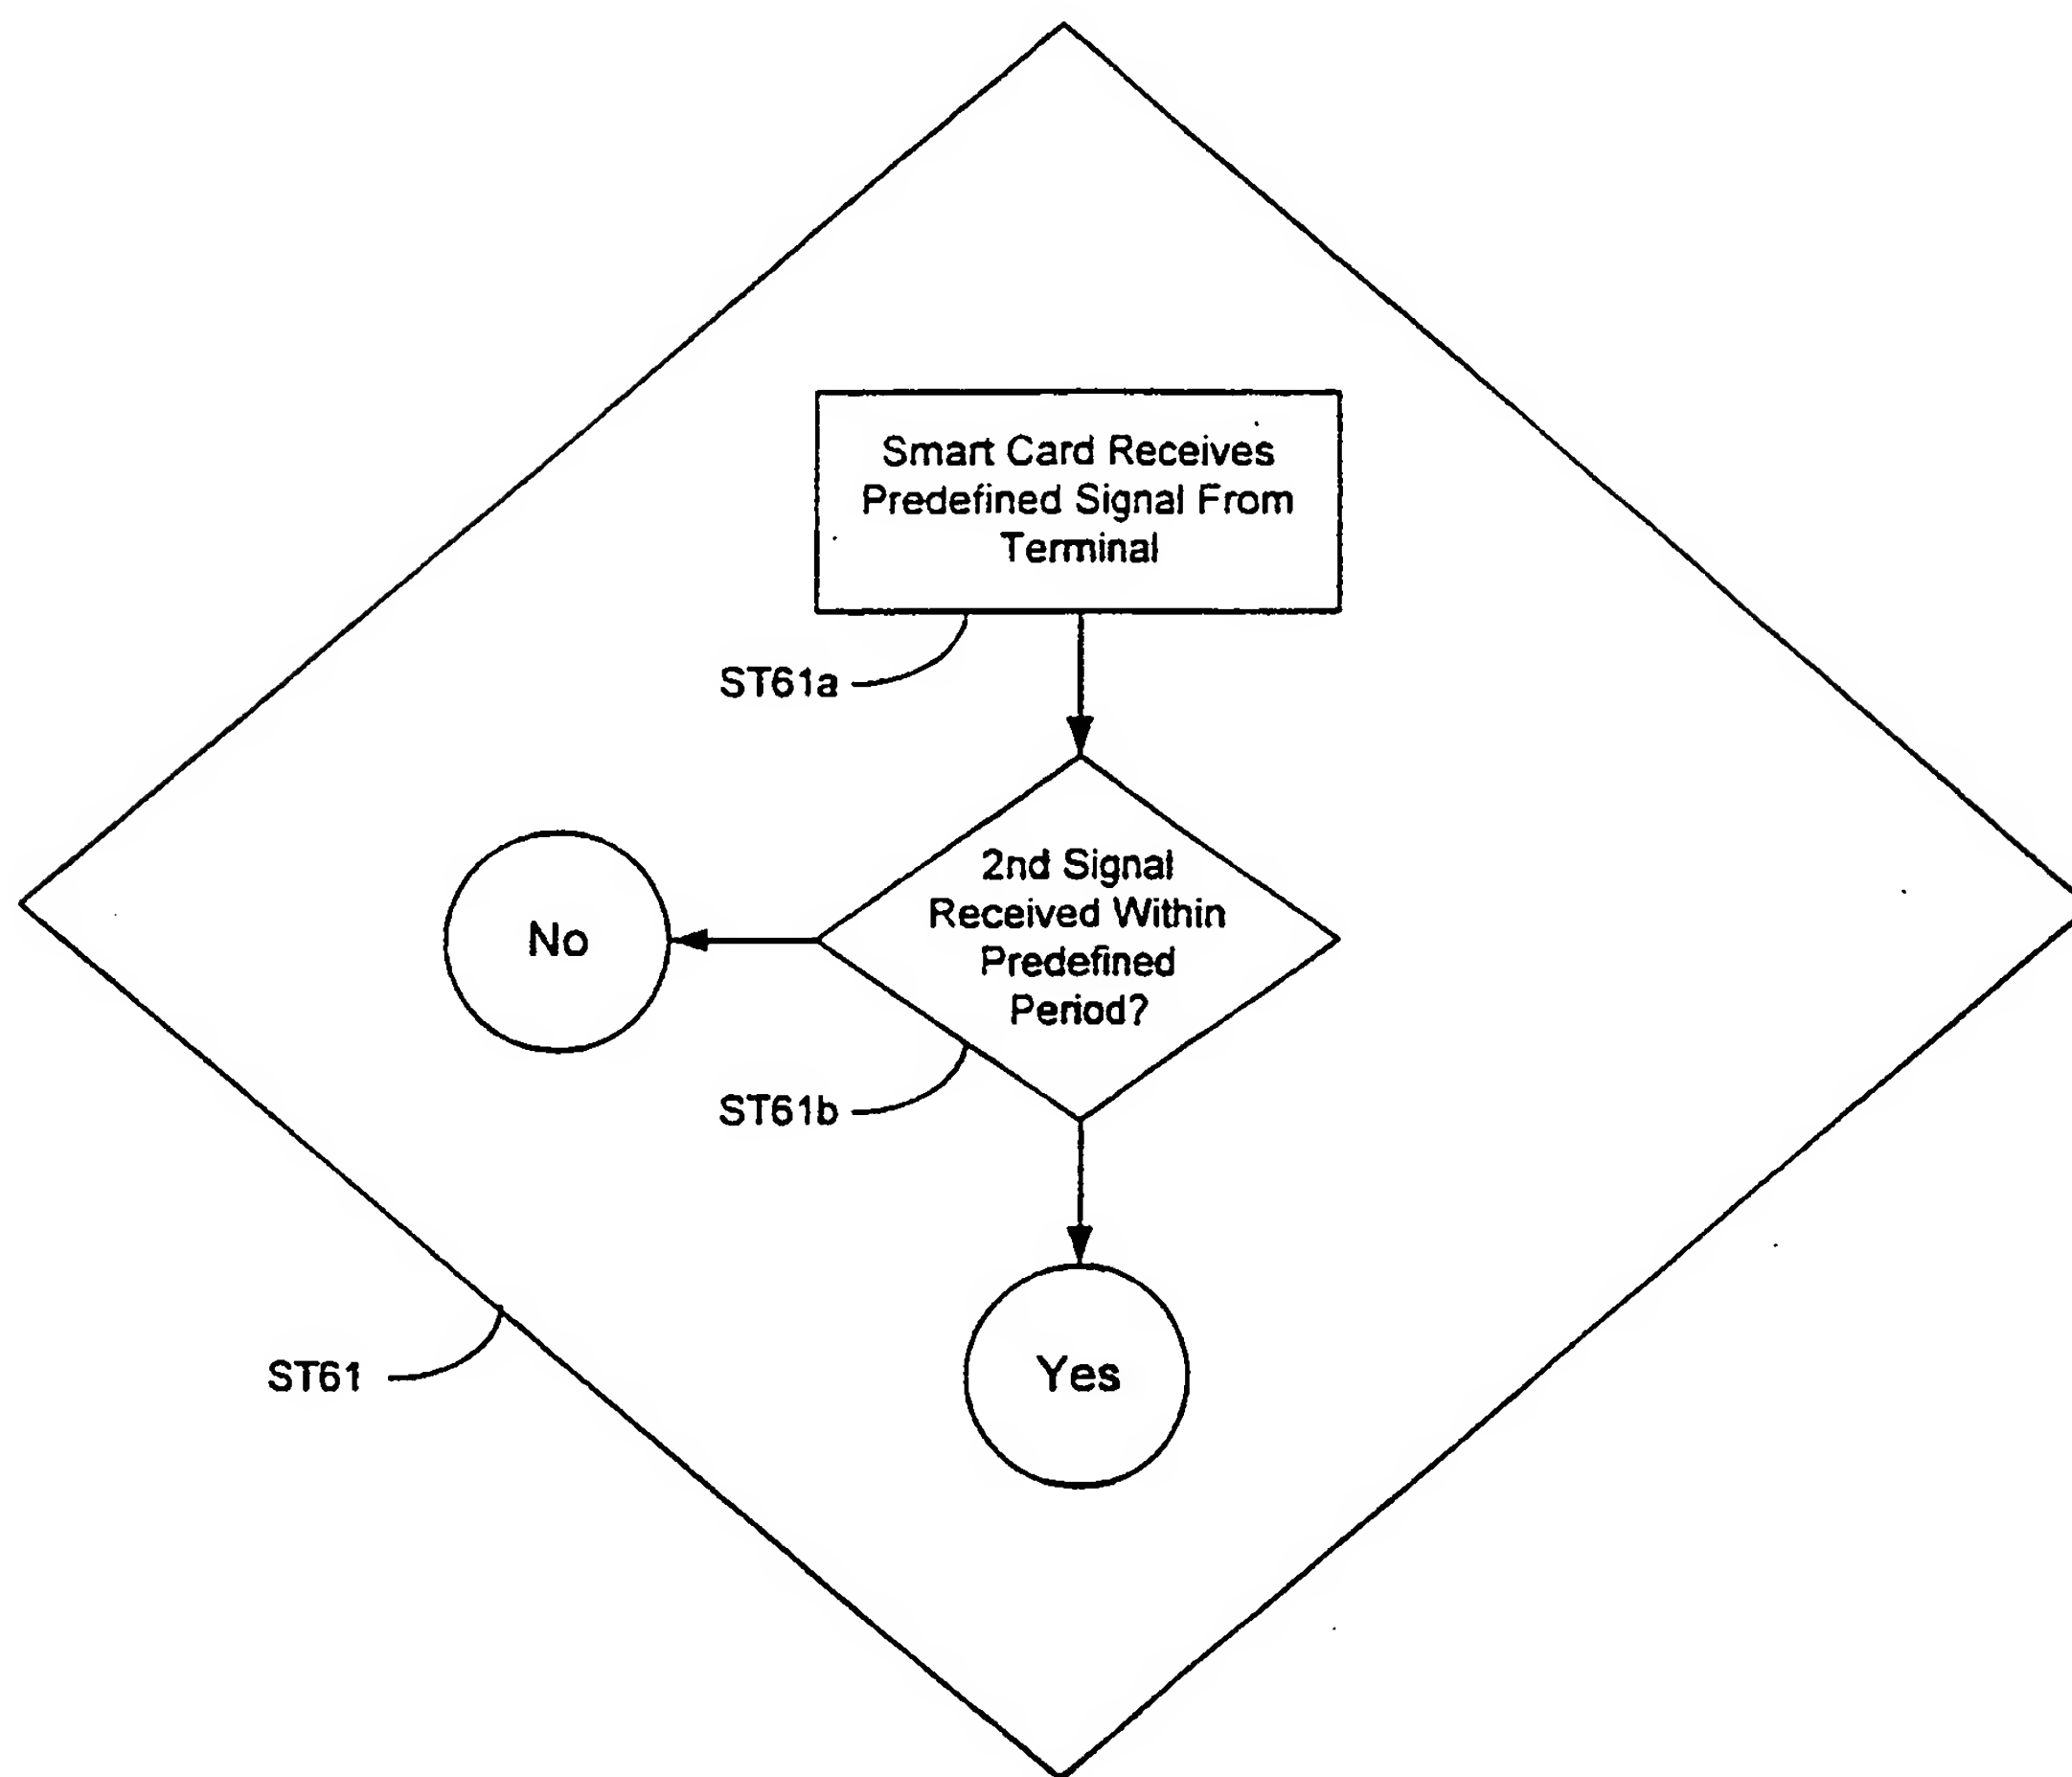 Smart Card Receives
Predefined Signal From
Terminal
ST61a
2nd Signal
Received Within
Predefined
Period?
No
ST61b
Yes
ST61